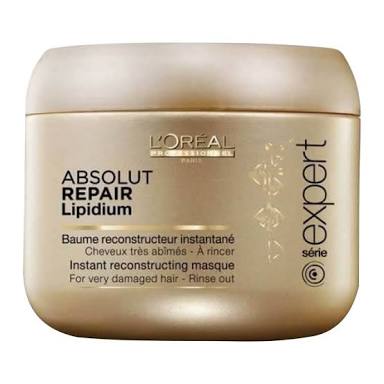 L'ORÉAL
PROFESSIONNEL
PARIS
ABSOLUT
REPAIR
Lipidium
Baume reconstructeur instantané
Cheveux très abîmés - À rincer
Instant reconstructing masque
For very damaged hair - Rinse out
série expert